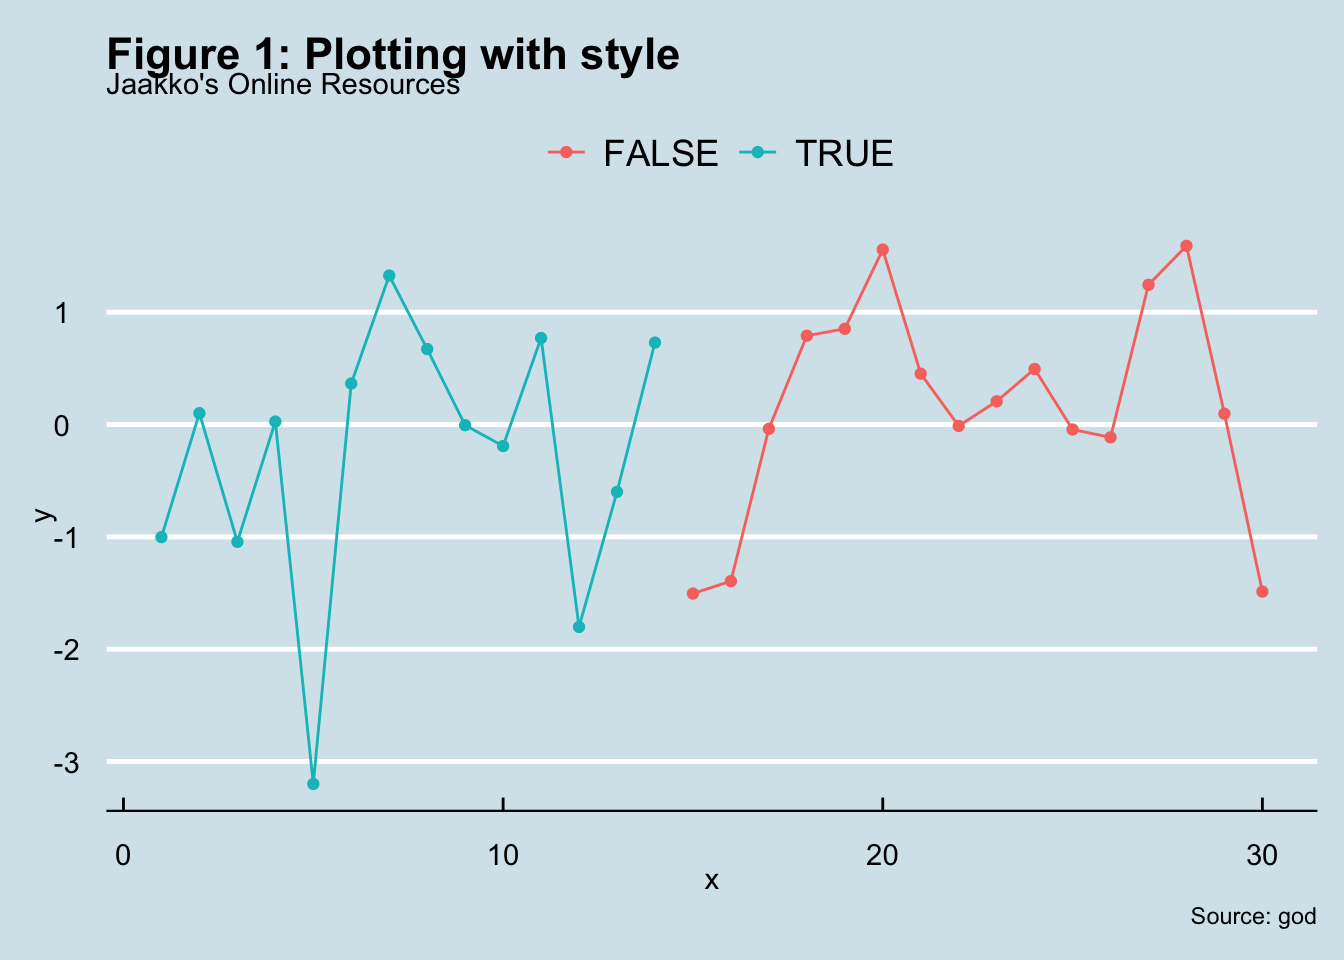 Figure 1: Plotting with style
Jaakko's Online Resources
FALSE TRUE
1
0
y
-1
-2
-3
0 10 20 30
x
Source: god